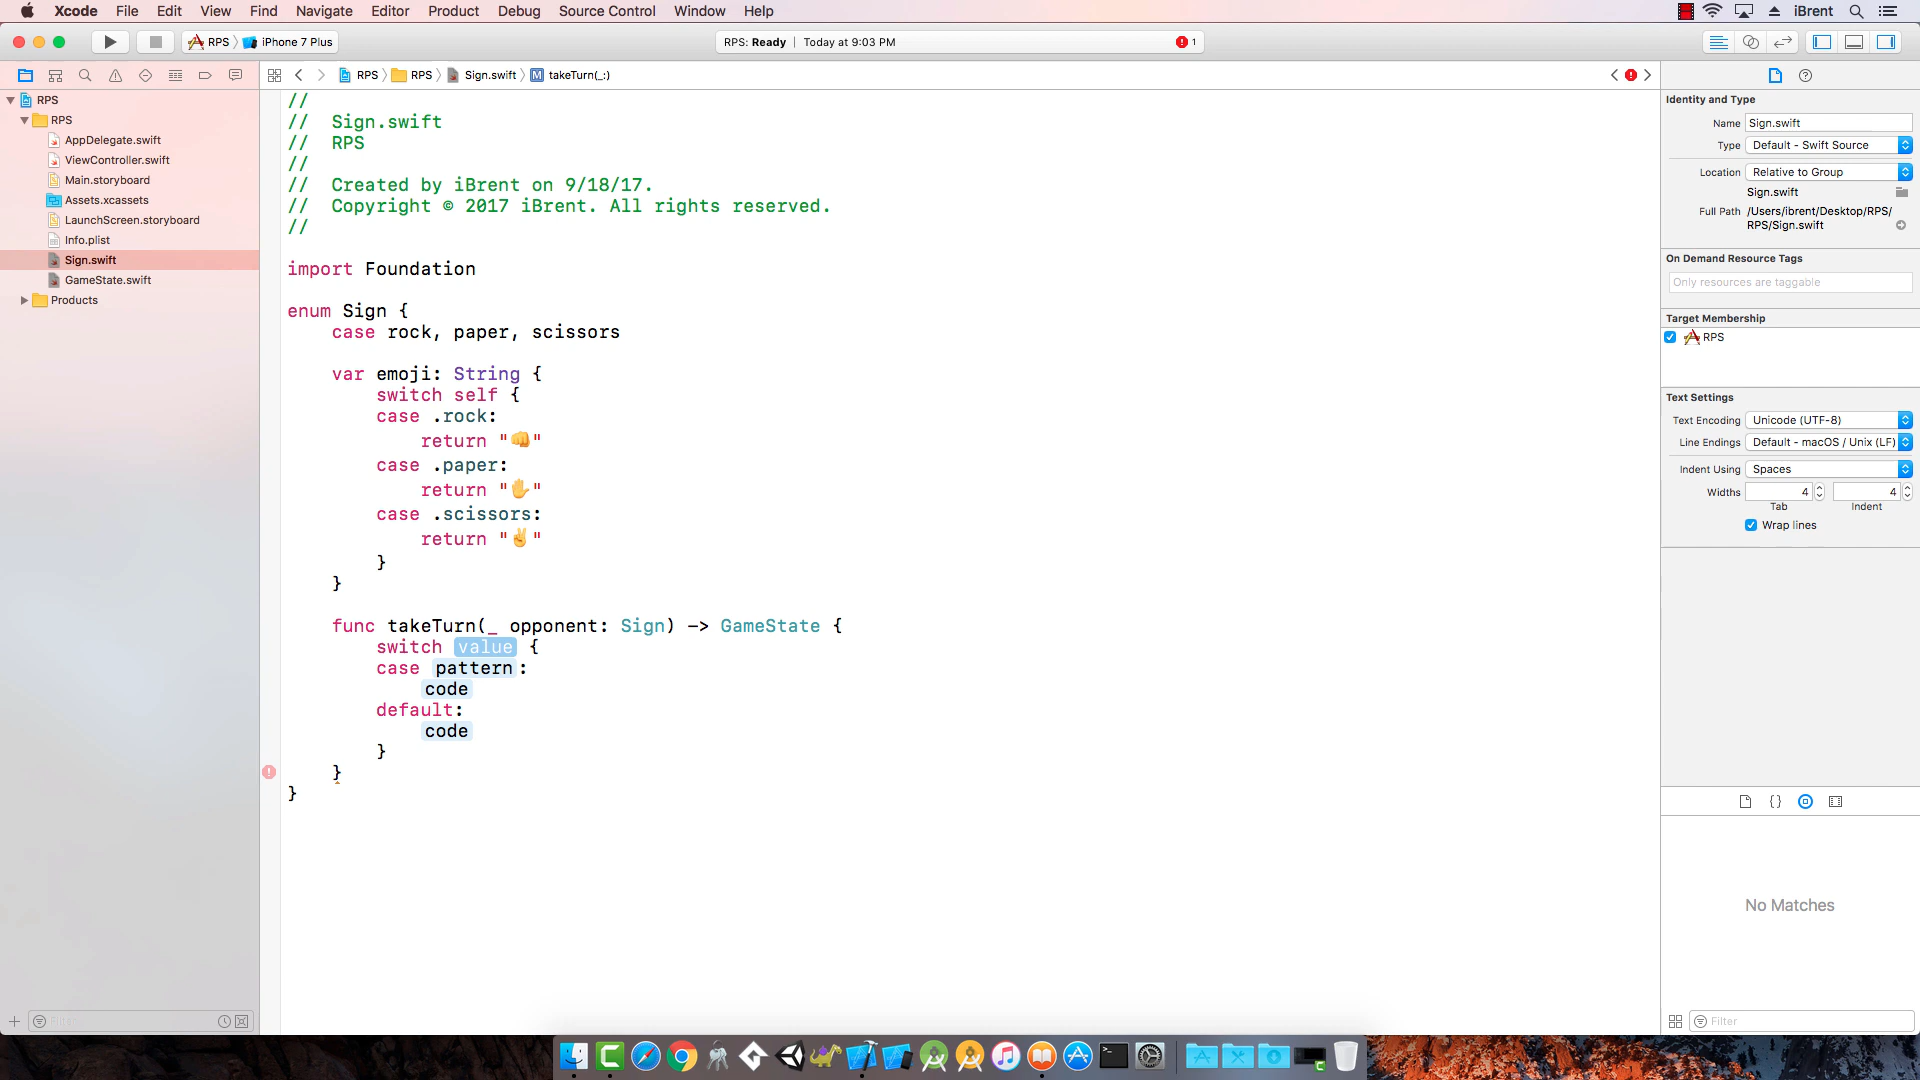 Xcode File Edit View Find Navigate Editor Product Debug Source Control Window Help iBrent
RPS iPhone 7 Plus
RPS: Ready | Today at 9:03 PM
1
RPS RPS Sign.swift M takeTurn(_:)
RPS
RPS
AppDelegate.swift
ViewController.swift
Main.storyboard
Assets.xcassets
LaunchScreen.storyboard
Info.plist
Sign.swift
GameState.swift
Products
Filter
//
// Sign.swift
// RPS
//
// Created by iBrent on 9/18/17.
// Copyright © 2017 iBrent. All rights reserved.
//
import Foundation
enum Sign {
case rock, paper, scissors
var emoji: String {
switch self {
case .rock:
return "👊"
case .paper:
return "✋"
case .scissors:
return "✌️"
}
}
func takeTurn(_ opponent: Sign) -> GameState {
switch value {
case pattern:
code
default:
code
}
}
}
Identity and Type
Name Sign.swift
Type Default - Swift Source
Location Relative to Group
Sign.swift
Full Path /Users/ibrent/Desktop/RPS/
RPS/Sign.swift
On Demand Resource Tags
Only resources are taggable
Target Membership
RPS
Text Settings
Text Encoding Unicode (UTF-8)
Line Endings Default - macOS / Unix (LF)
Indent Using Spaces
Widths 4 4
Tab Indent
Wrap lines
{}
No Matches
Filter